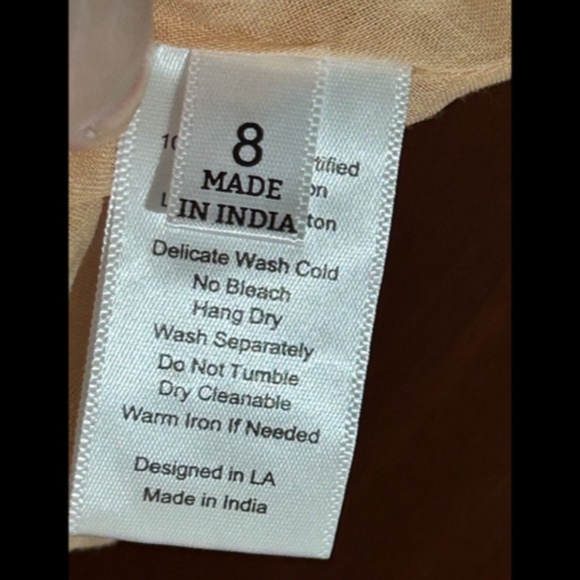 8
MADE
IN INDIA
Delicate Wash Cold
No Bleach
Hang Dry
Wash Separately
Do Not Tumble
Dry Cleanable
Warm Iron If Needed
Designed in LA
Made in India